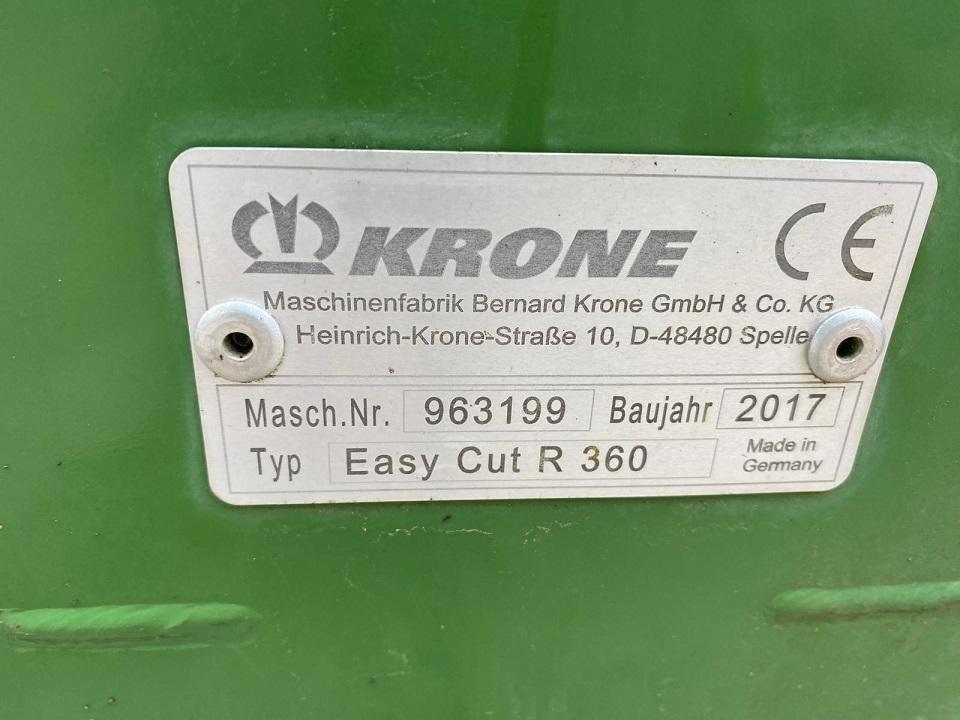 KRONE CE
Maschinenfabrik Bernard Krone GmbH & Co. KG
Heinrich-Krone-Straße 10, D-48480 Spelle
Masch.Nr. 963199 Baujahr 2017
Typ Easy Cut R 360 Made in
Germany